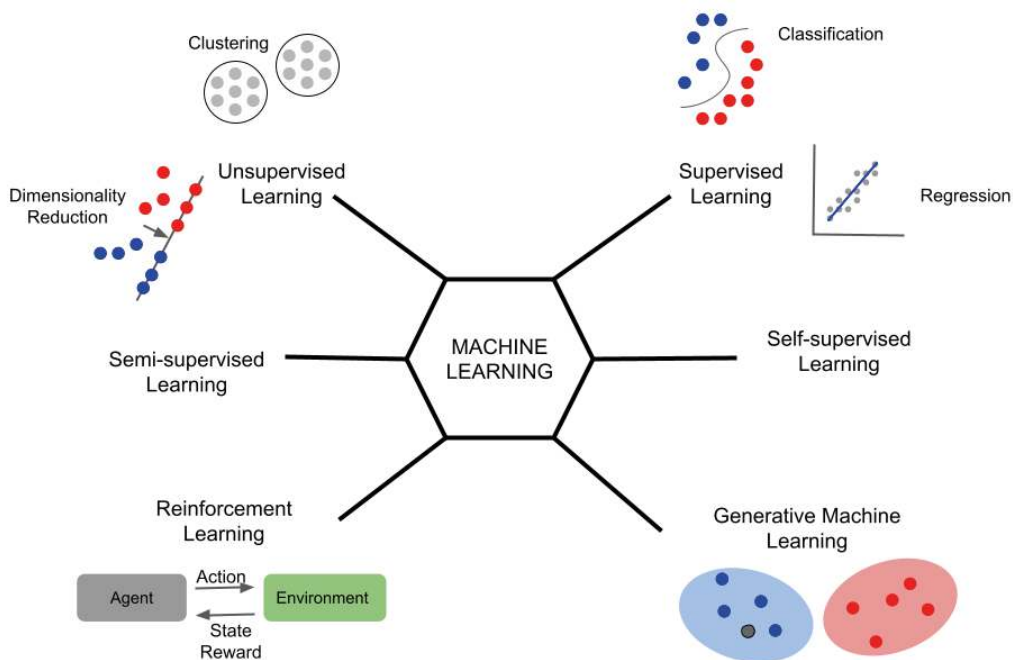 Clustering
Classification
Unsupervised
Learning
Supervised
Learning
Dimensionality
Reduction
Regression
MACHINE
LEARNING
Semi-supervised
Learning
Self-supervised
Learning
Reinforcement
Learning
Generative Machine
Learning
Action
Agent
Environment
State
Reward